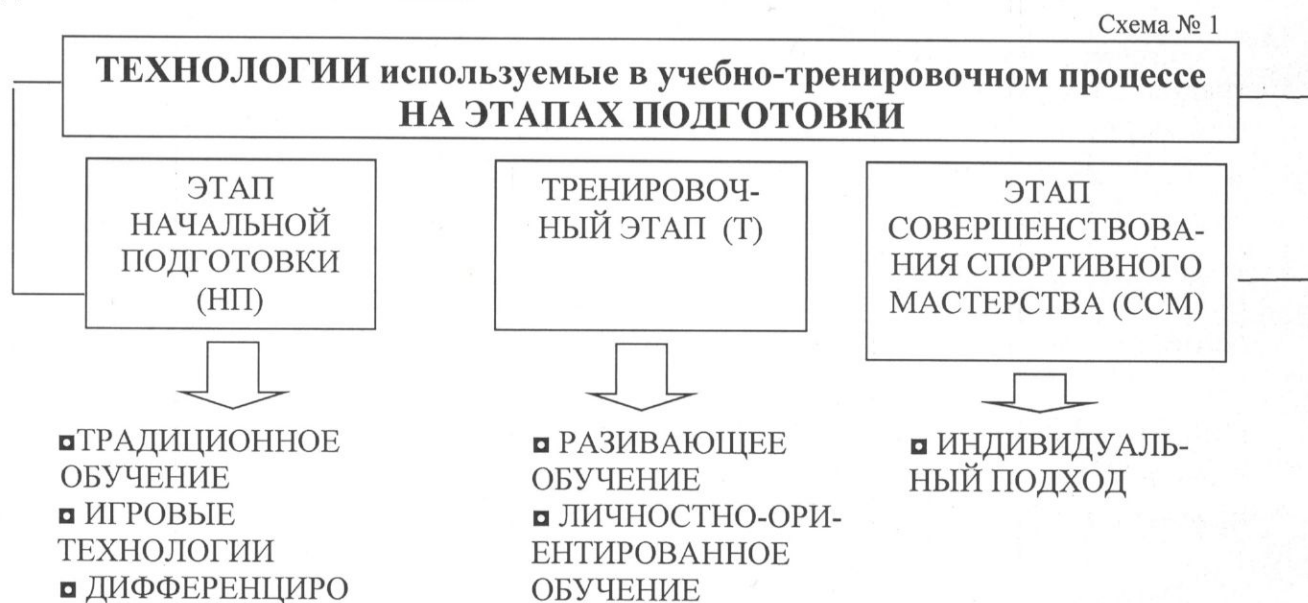 Схема № 1
ТЕХНОЛОГИИ используемые в учебно-тренировочном процессе
НА ЭТАПАХ ПОДГОТОВКИ
ЭТАП
НАЧАЛЬНОЙ
ПОДГОТОВКИ
(НП)
ТРЕНИРОВОЧ-
НЫЙ ЭТАП (Т)
ЭТАП
СОВЕРШЕНСТВОВА-
НИЯ СПОРТИВНОГО
МАСТЕРСТВА (ССМ)
◘ТРАДИЦИОННОЕ
ОБУЧЕНИЕ
◘ ИГРОВЫЕ
ТЕХНОЛОГИИ
◘ ДИФФЕРЕНЦИРО
◘ РАЗИВАЮЩЕЕ
ОБУЧЕНИЕ
◘ ЛИЧНОСТНО-ОРИ-
ЕНТИРОВАННОЕ
ОБУЧЕНИЕ
◘ ИНДИВИДУАЛЬ-
НЫЙ ПОДХОД